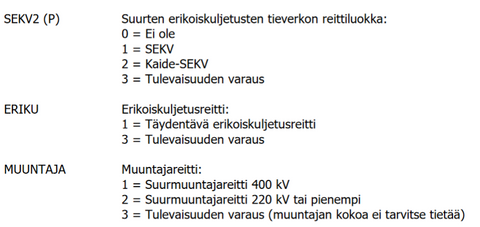 SEKV2 (P) Suurten erikoiskuljetusten tieverkon reittiluokka:
0 = Ei ole
1 = SEKV
2 = Kaide-SEKV
3 = Tulevaisuuden varaus
ERIKU Erikoiskuljetusreitti:
1 = Täydentävä erikoiskuljetusreitti
3 = Tulevaisuuden varaus
MUUNTAJA Muuntajareitti:
1 = Suurmuuntajareitti 400 kV
2 = Suurmuuntajareitti 220 kV tai pienempi
3 = Tulevaisuuden varaus (muuntajan kokoa ei tarvitse tietää)